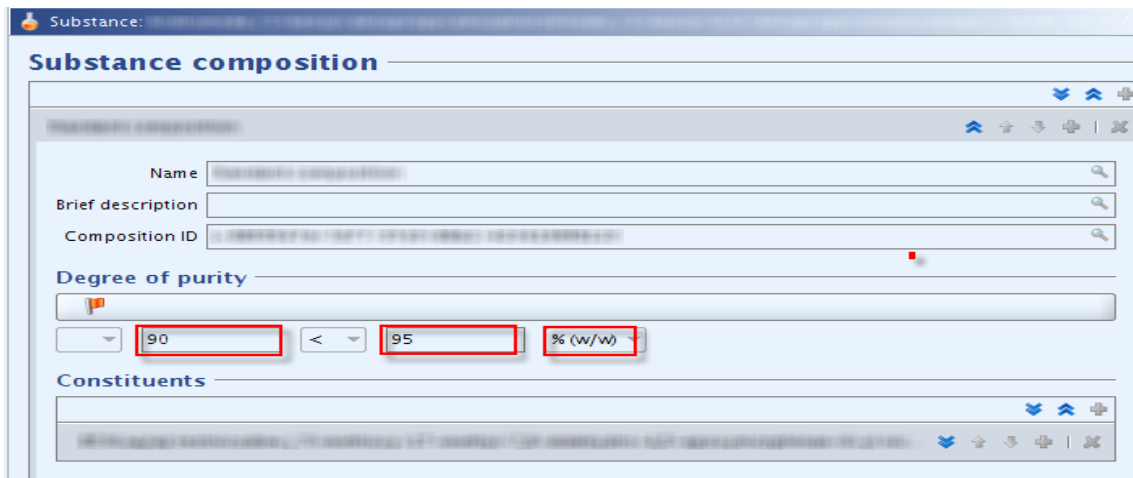 Substance:
Substance composition
Name
Brief description
Composition ID
Degree of purity
90 < 95 % (w/w)
Constituents